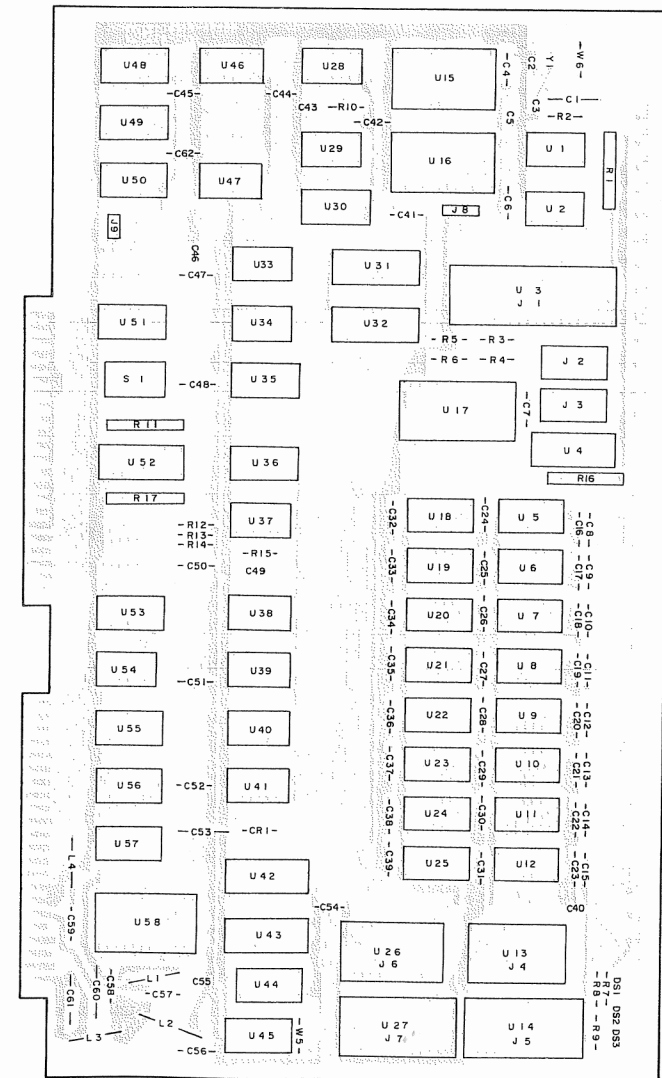 U48
U46
U28
U15
-C4-
C2
Y1
-W6-
-C45-
-C44-
C43
-R10-
-C42-
C5
C3
-C1-
-R2-
U49
-C62-
U29
U16
U1
R1
U50
U47
U30
-C41-
J8
-C6-
U2
J9
C46
-C47-
U33
U31
U3
J1
U51
U34
U32
-R5-
-R3-
-R6-
-R4-
J2
S1
-C48-
U35
U17
-C7-
J3
R11
U52
U36
U4
R16
R17
-R12-
-R13-
-R14-
U37
-C32-
U18
-C24-
U5
-C16-
-C8-
-R15-
-C50-
C49
-C33-
U19
-C25-
U6
-C17-
-C9-
U53
U38
-C34-
U20
-C26-
U7
-C18-
-C10-
U54
-C51-
U39
-C35-
U21
-C27-
U8
-C19-
-C11-
U55
U40
-C36-
U22
-C28-
U9
-C20-
-C12-
U56
-C52-
U41
-C37-
U23
-C29-
U10
-C21-
-C13-
U57
-C53-
-CR1-
-C38-
U24
-C30-
U11
-C22-
-C14-
-L4-
U42
-C39-
U25
-C31-
U12
-C23-
-C15-
-C59-
U58
U43
-C54-
C40
U26
J6
U13
J4
-C61-
-C60-
-C58-
-L1-
-C57-
C55
U44
-R8-
-R7-
DS1 DS2 DS3
-L3-
-L2-
-C56-
U45
-W5-
U27
J7
U14
J5
-R9-